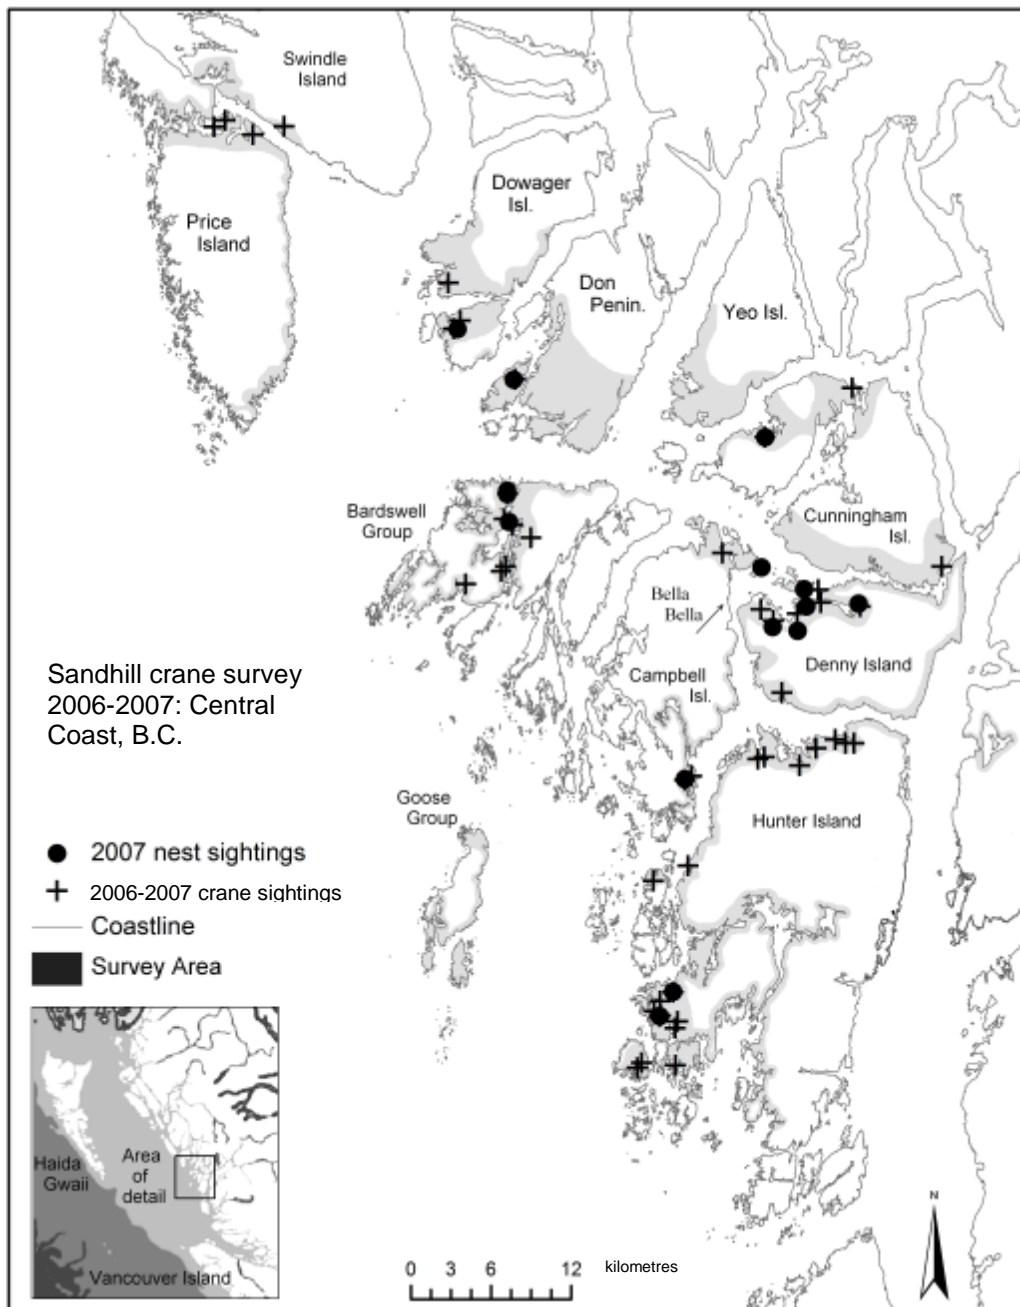 Swindle
Island
Dowager
Isl.
Price
Island
Don
Penin.
Yeo Isl.
Bardswell
Group
Cunningham
Isl.
Bella
Bella
Denny Island
Campbell
Isl.
Sandhill crane survey
2006-2007: Central
Coast, B.C.
Goose
Group
Hunter Island
2007 nest sightings
2006-2007 crane sightings
Coastline
Survey Area
Haida
Gwaii
Area
of
detail
Vancouver Island
N
0 3 6 12 kilometres